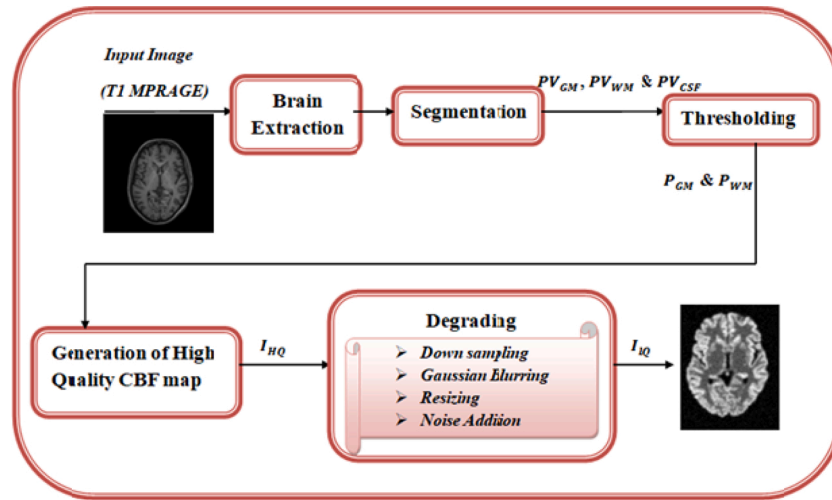 Input Image
(T1 MPRAGE)
Brain
Extraction
Segmentation
PV_GM, PV_WM & PV_CSF
Thresholding
P_GM & P_WM
Generation of High
Quality CBF map
I_HQ
Degrading
➢ Down sampling
➢ Gaussian Blurring
➢ Resizing
➢ Noise Addition
I_LQ